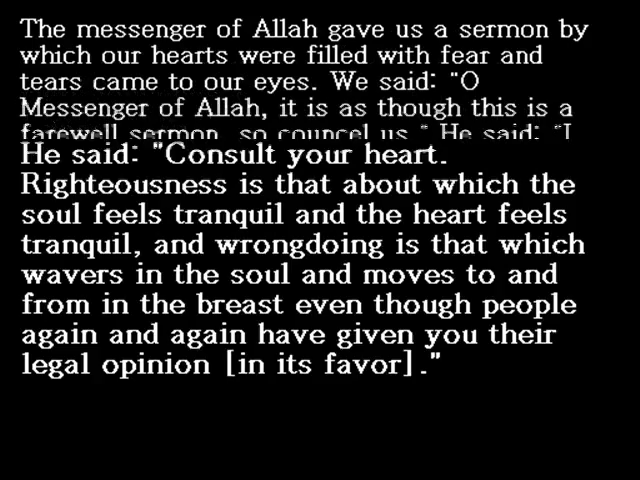 The messenger of Allah gave us a sermon by
which our hearts were filled with fear and
tears came to our eyes. We said: "O
Messenger of Allah, it is as though this is a
farewell sermon, so councel us." He said: "I
He said: "Consult your heart.
Righteousness is that about which the
soul feels tranquil and the heart feels
tranquil, and wrongdoing is that which
wavers in the soul and moves to and
from in the breast even though people
again and again have given you their
legal opinion [in its favor]."